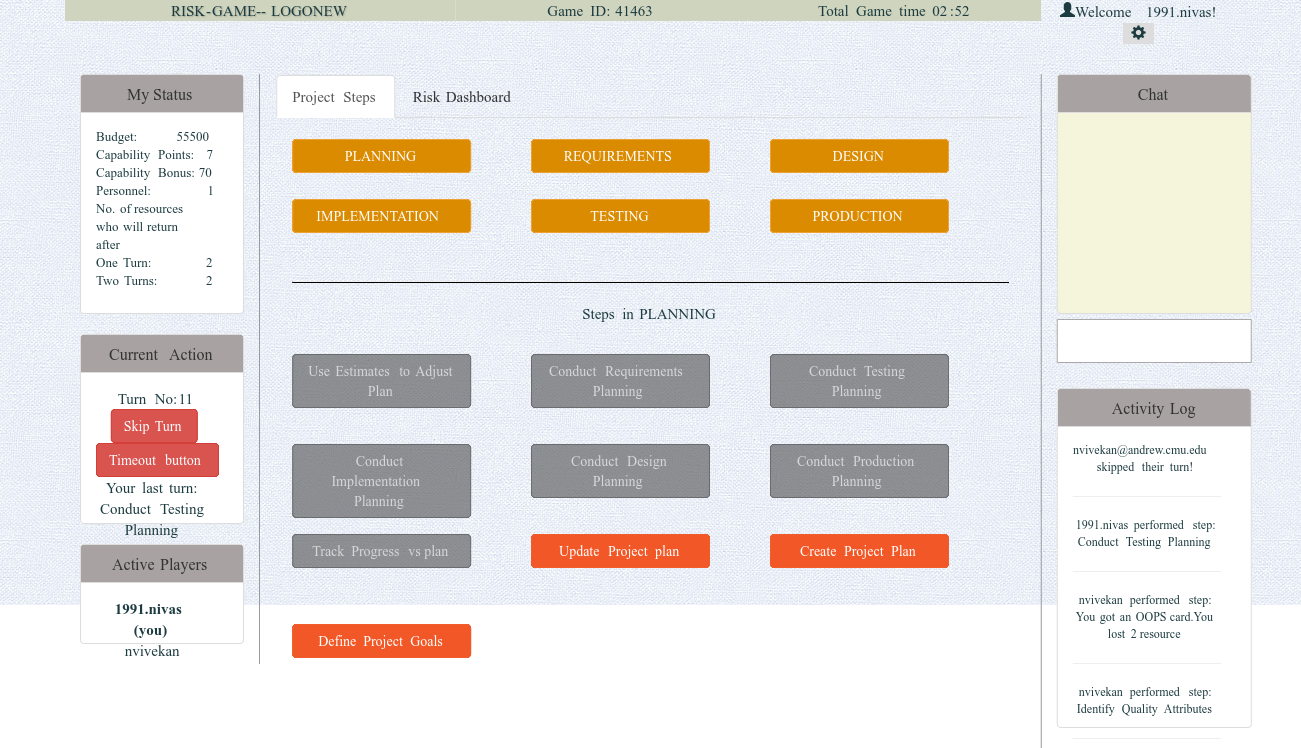 RISK-GAME-- LOGONEW Game ID: 41463 Total Game time 02:52 Welcome 1991.nivas!
My Status
Budget: 55500
Capability Points: 7
Capability Bonus: 70
Personnel: 1
No. of resources
who will return
after
One Turn: 2
Two Turns: 2
Current Action
Turn No:11
Skip Turn
Timeout button
Your last turn:
Conduct Testing
Planning
Active Players
1991.nivas
(you)
nvivekan
Project Steps Risk Dashboard
PLANNING REQUIREMENTS DESIGN
IMPLEMENTATION TESTING PRODUCTION
Steps in PLANNING
Use Estimates to Adjust
Plan
Conduct Requirements
Planning
Conduct Testing
Planning
Conduct
Implementation
Planning
Conduct Design
Planning
Conduct Production
Planning
Track Progress vs plan
Update Project plan
Create Project Plan
Define Project Goals
Chat
Activity Log
nvivekan@andrew.cmu.edu
skipped their turn!
1991.nivas performed step:
Conduct Testing Planning
nvivekan performed step:
You got an OOPS card.You
lost 2 resource
nvivekan performed step:
Identify Quality Attributes